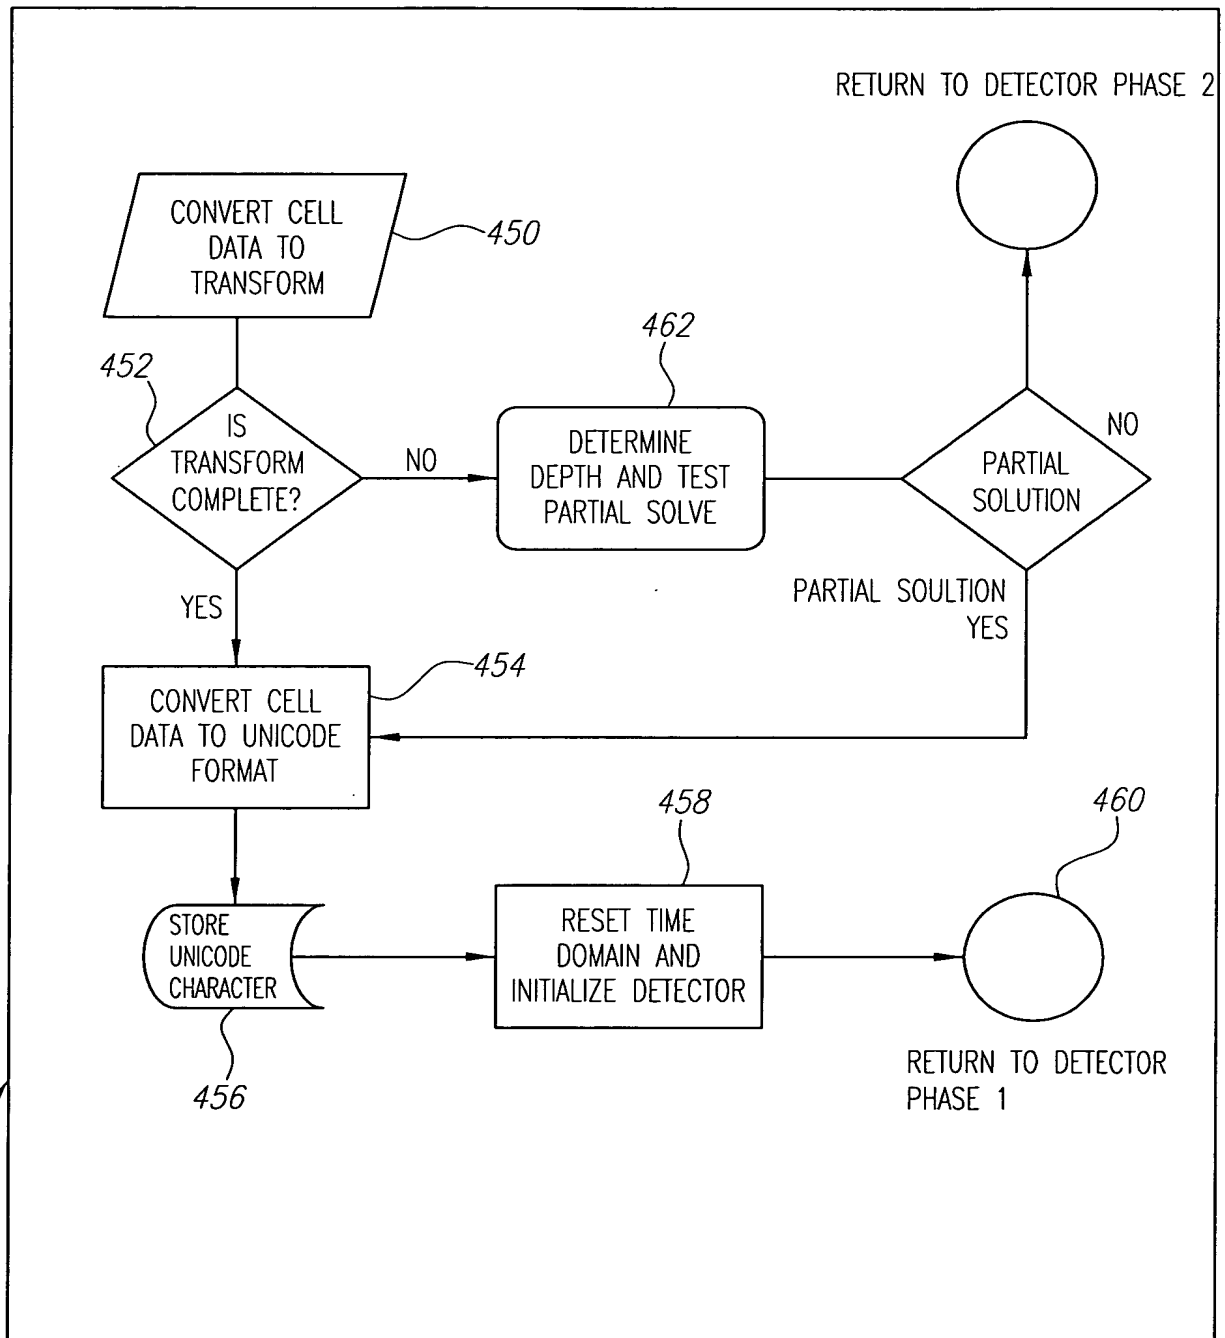 RETURN TO DETECTOR PHASE 2
CONVERT CELL
DATA TO
TRANSFORM
450
462
452
IS
TRANSFORM
COMPLETE?
NO
DETERMINE
DEPTH AND TEST
PARTIAL SOLVE
NO
PARTIAL
SOLUTION
YES
PARTIAL SOULTION
YES
454
CONVERT CELL
DATA TO UNICODE
FORMAT
458
460
STORE
UNICODE
CHARACTER
RESET TIME
DOMAIN AND
INITIALIZE DETECTOR
456
RETURN TO DETECTOR
PHASE 1